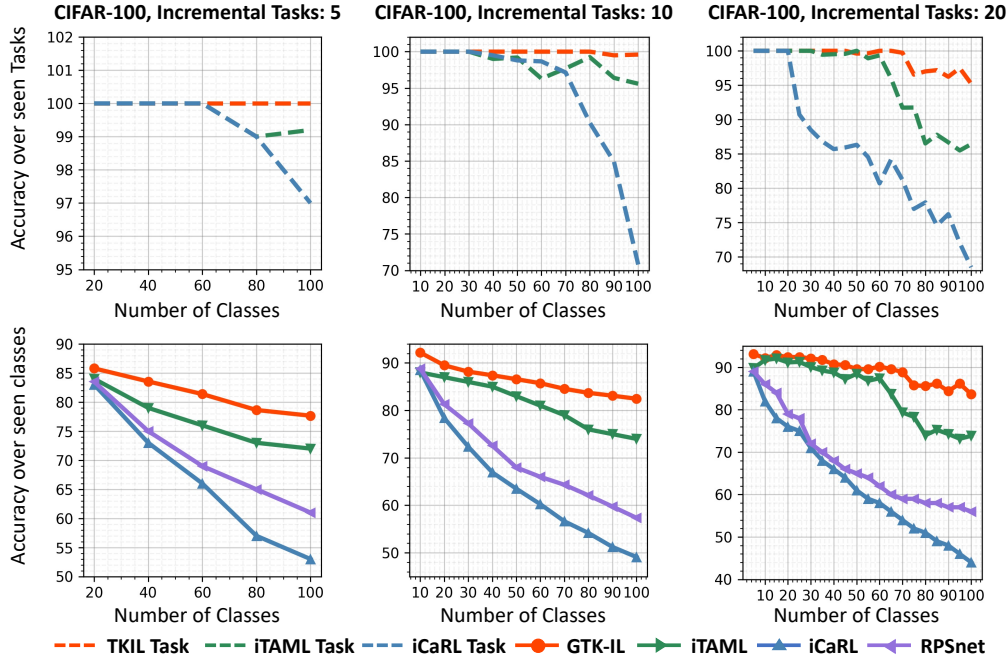 CIFAR-100, Incremental Tasks: 5 CIFAR-100, Incremental Tasks: 10 CIFAR-100, Incremental Tasks: 20
Accuracy over seen Tasks
102
101
100
99
98
97
96
95
20 40 60 80 100
Number of Classes
100
95
90
85
80
75
70
10 20 30 40 50 60 70 80 90 100
Number of Classes
100
95
90
85
80
75
70
10 20 30 40 50 60 70 80 90 100
Number of Classes
Accuracy over seen classes
90
85
80
75
70
65
60
55
50
20 40 60 80 100
Number of Classes
90
80
70
60
50
10 20 30 40 50 60 70 80 90 100
Number of Classes
90
80
70
60
50
40
10 20 30 40 50 60 70 80 90 100
Number of Classes
TKIL Task iTAML Task iCaRL Task GTK-IL iTAML iCaRL RPSnet